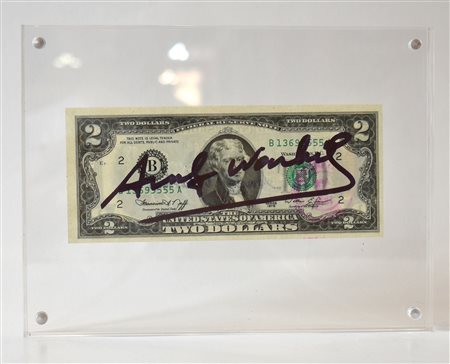 FEDERAL RESERVE NOTE
TWO DOLLARS TWO DOLLARS
2 2
THIS NOTE IS LEGAL TENDER
FOR ALL DEBTS, PUBLIC AND PRIVATE
2 B 2
Andy Warhol
2 2
THE
UNITED STATES OF AMERICA
TWO DOLLARS